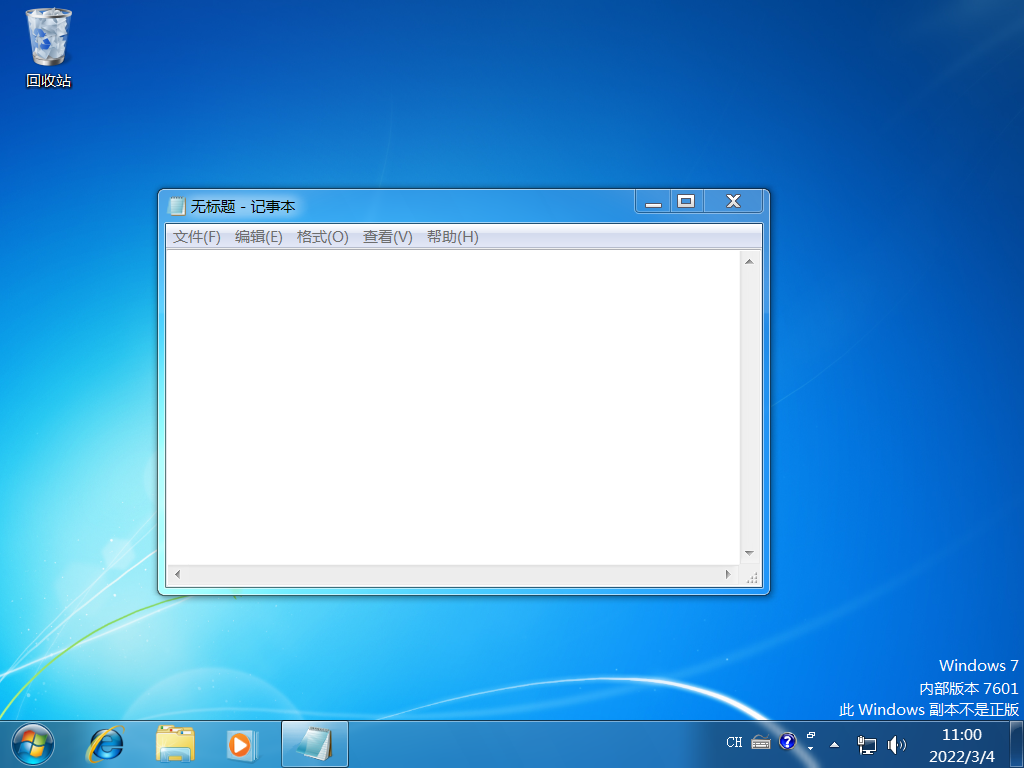 回收站
无标题 - 记事本
文件(F) 编辑(E) 格式(O) 查看(V) 帮助(H)
Windows 7
内部版本 7601
此 Windows 副本不是正版
CH
11:00
2022/3/4